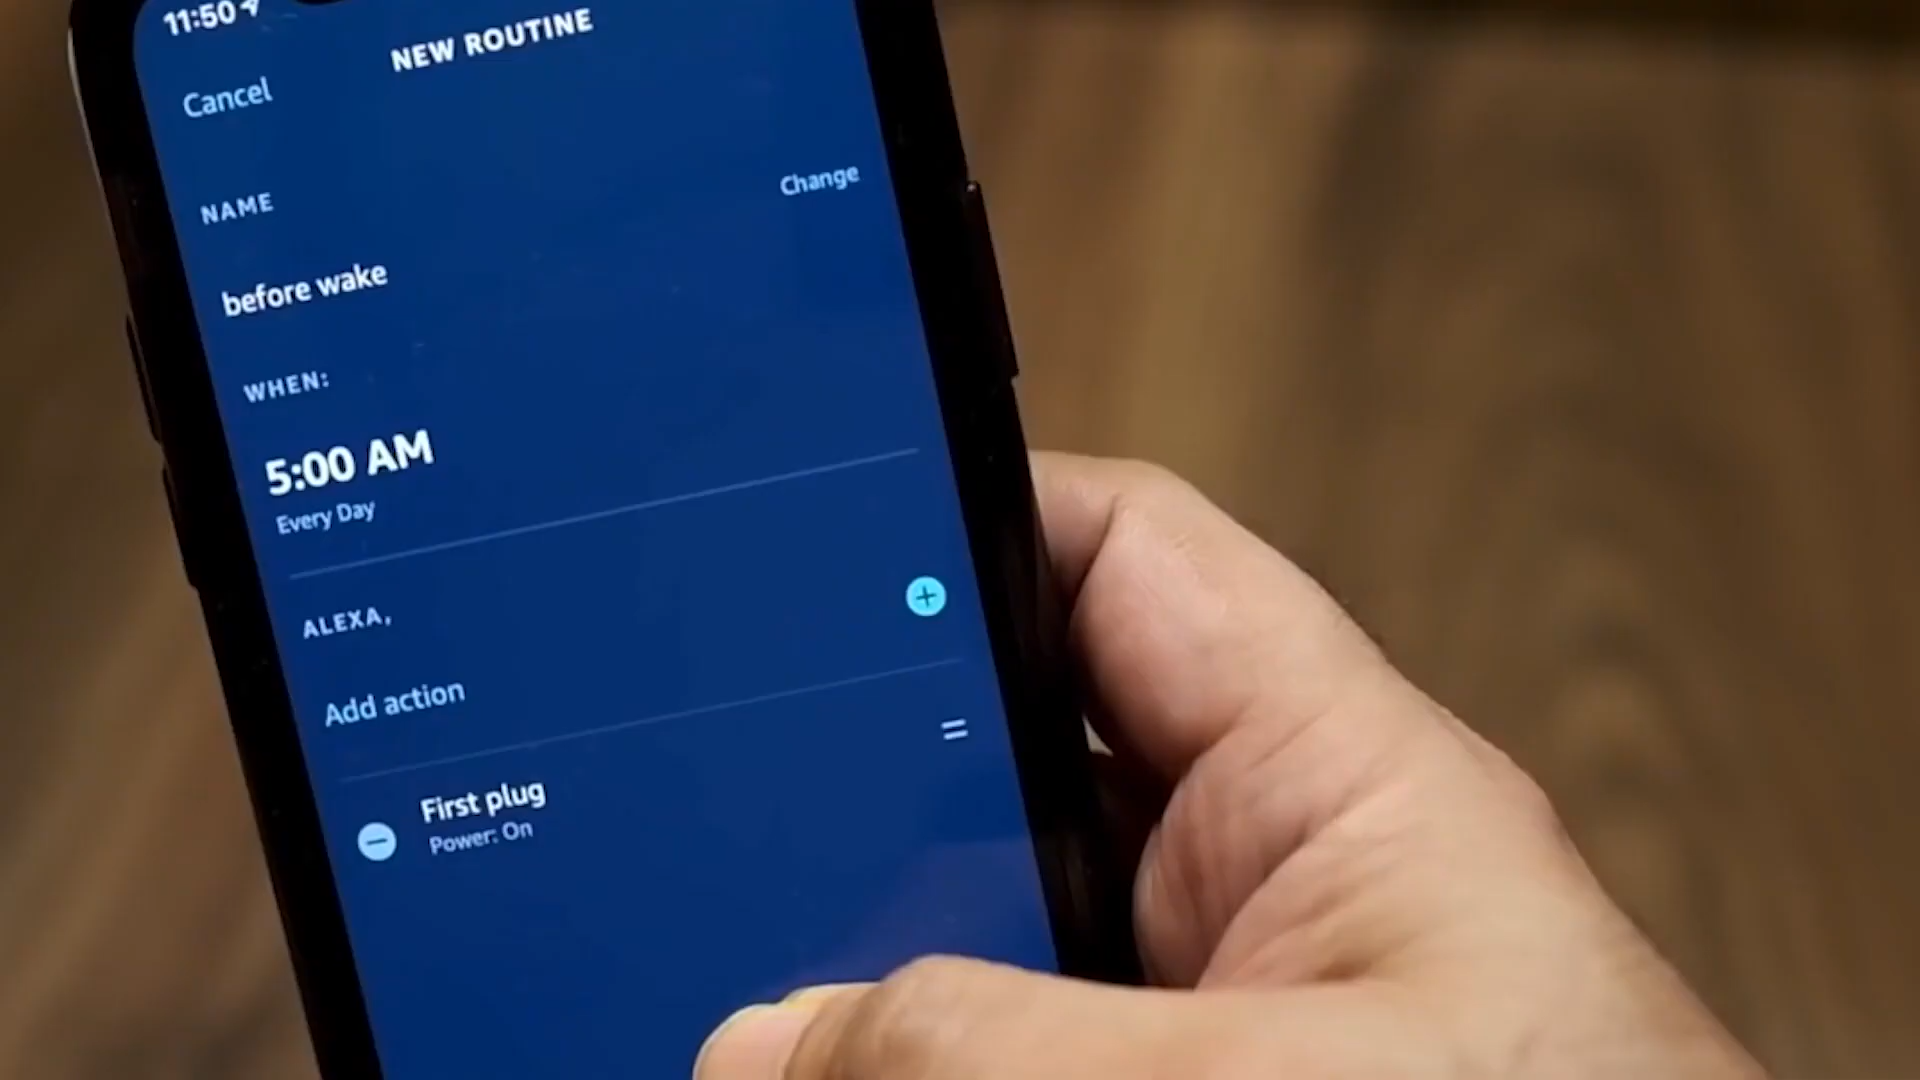 11:50
NEW ROUTINE
Cancel
NAME
Change
before wake
WHEN:
5:00 AM
Every Day
ALEXA,
Add action
First plug
Power: On